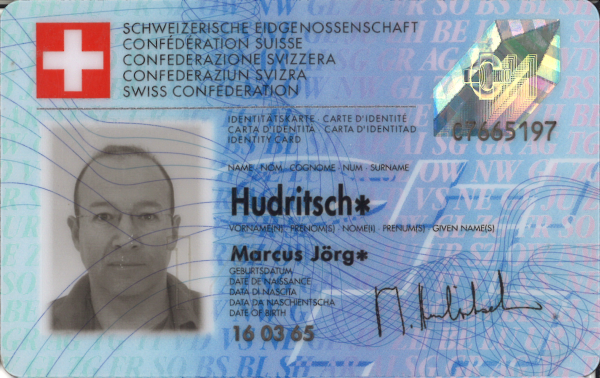 SCHWEIZERISCHE EIDGENOSSENSCHAFT
CONFÉDÉRATION SUISSE
CONFEDERAZIONE SVIZZERA
CONFEDERAZIUN SVIZRA
SWISS CONFEDERATION
CH
IDENTITÄTSKARTE · CARTE D'IDENTITÉ
CARTA D'IDENTITÀ · CARTA D'IDENTITAD
IDENTITY CARD
C7665197
NAME · NOM · COGNOME · NUM · SURNAME
Hudritsch*
VORNAME(N) · PRÉNOM(S) · NOME(I) · PRENUM(S) · GIVEN NAME(S)
Marcus Jörg*
GEBURTSDATUM
DATE DE NAISSANCE
DATA DI NASCITA
DATA DA NASCHIENTSCHA
DATE OF BIRTH
16 03 65
M. Hudritsch